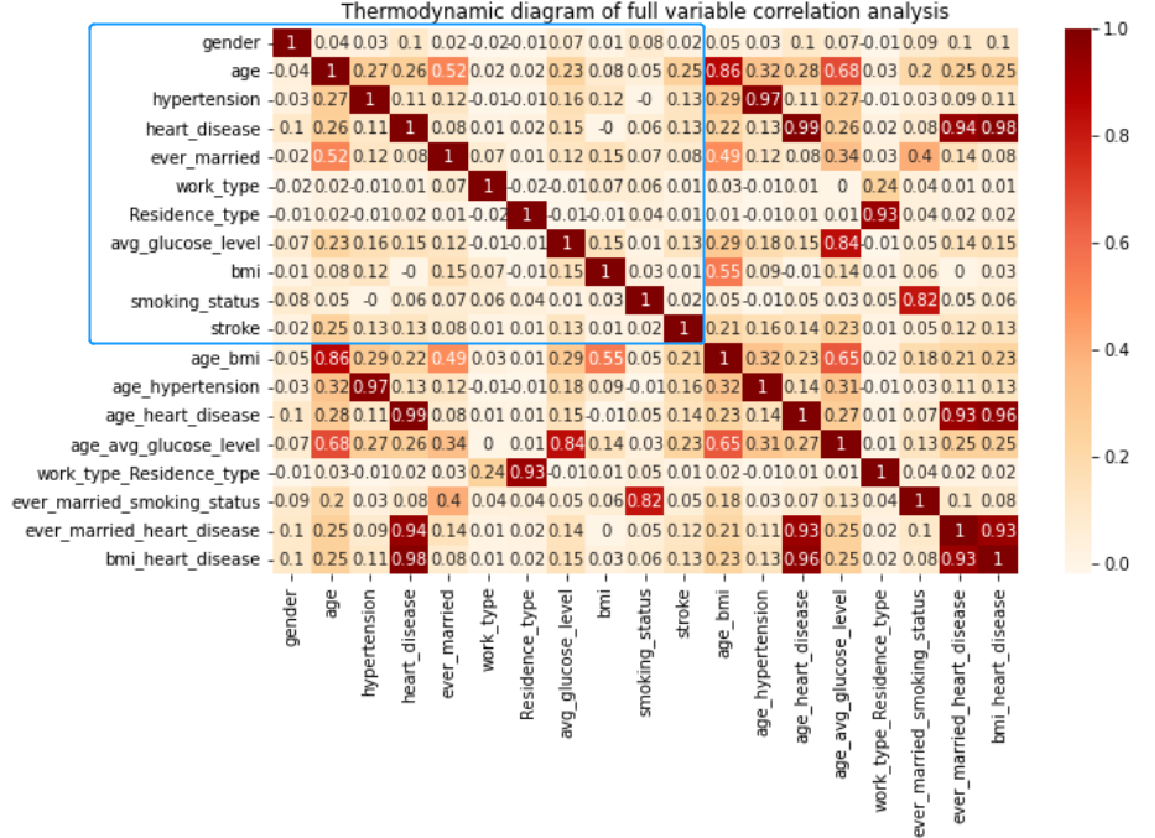 Thermodynamic diagram of full variable correlation analysis
gender 1 0.04 0.03 0.1 0.02 -0.02 -0.01 0.07 0.01 0.08 0.02 0.05 0.03 0.1 0.07 -0.01 0.09 0.1 0.1
age 0.04 1 0.27 0.26 0.52 0.02 0.02 0.23 0.08 0.05 0.25 0.86 0.32 0.28 0.68 0.03 0.2 0.25 0.25
hypertension 0.03 0.27 1 0.11 0.12 -0.01 -0.01 0.16 0.12 -0 0.13 0.29 0.97 0.11 0.27 -0.01 0.03 0.09 0.11
heart_disease 0.1 0.26 0.11 1 0.08 0.01 0.02 0.15 -0 0.06 0.13 0.22 0.13 0.99 0.26 0.02 0.08 0.94 0.98
ever_married 0.02 0.52 0.12 0.08 1 0.07 0.01 0.12 0.15 0.07 0.08 0.49 0.12 0.08 0.34 0.03 0.4 0.14 0.08
work_type -0.02 0.02 -0.01 0.01 0.07 1 -0.02 -0.01 0.07 0.06 0.01 0.03 -0.01 0.01 0 0.24 0.04 0.01 0.01
Residence_type -0.01 0.02 -0.01 0.02 0.01 -0.02 1 -0.01 -0.01 0.04 0.01 0.01 -0.01 0.01 0.01 0.93 0.04 0.02 0.02
avg_glucose_level 0.07 0.23 0.16 0.15 0.12 -0.01 -0.01 1 0.15 0.01 0.13 0.29 0.18 0.15 0.84 -0.01 0.05 0.14 0.15
bmi 0.01 0.08 0.12 -0 0.15 0.07 -0.01 0.15 1 0.03 0.01 0.55 0.09 -0.01 0.14 0.01 0.06 0 0.03
smoking_status 0.08 0.05 -0 0.06 0.07 0.06 0.04 0.01 0.03 1 0.02 0.05 -0.01 0.05 0.03 0.05 0.82 0.05 0.06
stroke 0.02 0.25 0.13 0.13 0.08 0.01 0.01 0.13 0.01 0.02 1 0.21 0.16 0.14 0.23 0.01 0.05 0.12 0.13
age_bmi 0.05 0.86 0.29 0.22 0.49 0.03 0.01 0.29 0.55 0.05 0.21 1 0.32 0.23 0.65 0.02 0.18 0.21 0.23
age_hypertension 0.03 0.32 0.97 0.13 0.12 -0.01 -0.01 0.18 0.09 -0.01 0.16 0.32 1 0.14 0.31 -0.01 0.03 0.11 0.13
age_heart_disease 0.1 0.28 0.11 0.99 0.08 0.01 0.01 0.15 -0.01 0.05 0.14 0.23 0.14 1 0.27 0.01 0.07 0.93 0.96
age_avg_glucose_level 0.07 0.68 0.27 0.26 0.34 0 0.01 0.84 0.14 0.03 0.23 0.65 0.31 0.27 1 0.01 0.13 0.25 0.25
work_type_Residence_type -0.01 0.03 -0.01 0.02 0.03 0.24 0.93 -0.01 0.01 0.05 0.01 0.02 -0.01 0.01 0.01 1 0.04 0.02 0.02
ever_married_smoking_status 0.09 0.2 0.03 0.08 0.4 0.04 0.04 0.05 0.06 0.82 0.05 0.18 0.03 0.07 0.13 0.04 1 0.1 0.08
ever_married_heart_disease 0.1 0.25 0.09 0.94 0.14 0.01 0.02 0.14 0 0.05 0.12 0.21 0.11 0.93 0.25 0.02 0.1 1 0.93
bmi_heart_disease 0.1 0.25 0.11 0.98 0.08 0.01 0.02 0.15 0.03 0.06 0.13 0.23 0.13 0.96 0.25 0.02 0.08 0.93 1
gender
age
hypertension
heart_disease
ever_married
work_type
Residence_type
avg_glucose_level
bmi
smoking_status
stroke
age_bmi
age_hypertension
age_heart_disease
age_avg_glucose_level
work_type_Residence_type
ever_married_smoking_status
ever_married_heart_disease
bmi_heart_disease
1.0
0.8
0.6
0.4
0.2
0.0